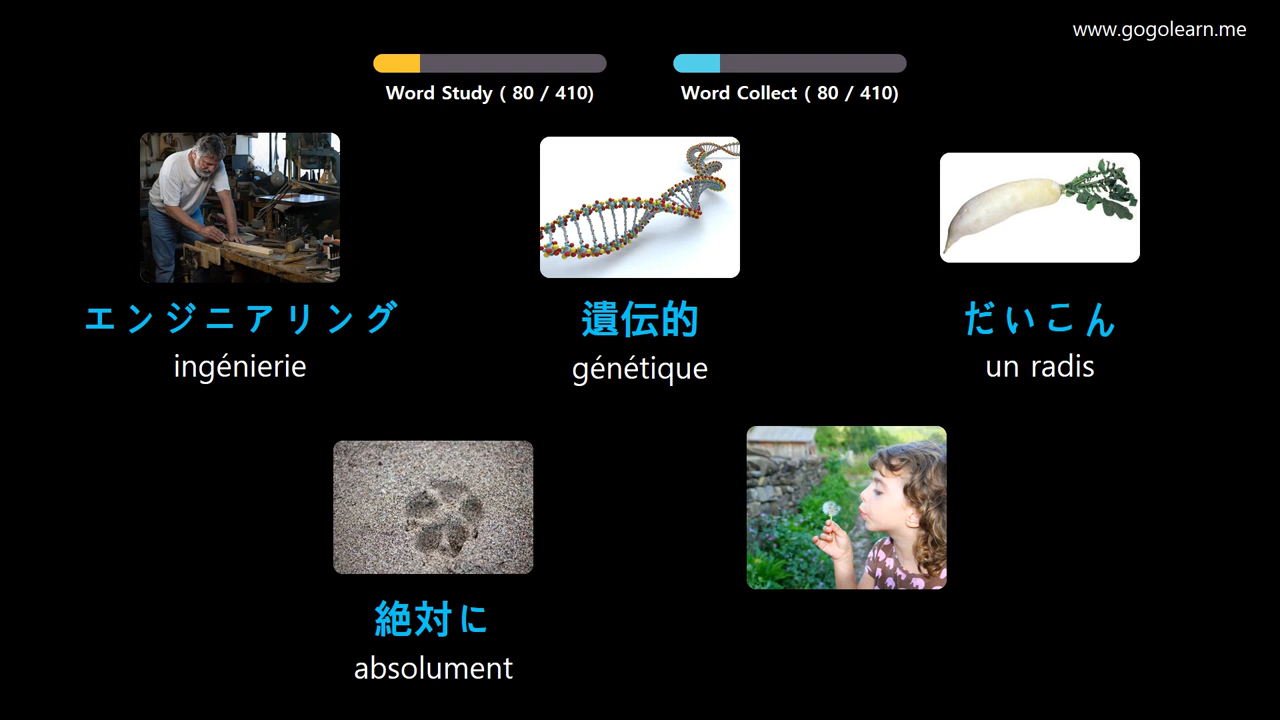 www.gogolearn.me
Word Study ( 80 / 410)
Word Collect ( 80 / 410)
エンジニアリング
ingénierie
遺伝的
génétique
だいこん
un radis
絶対に
absolument